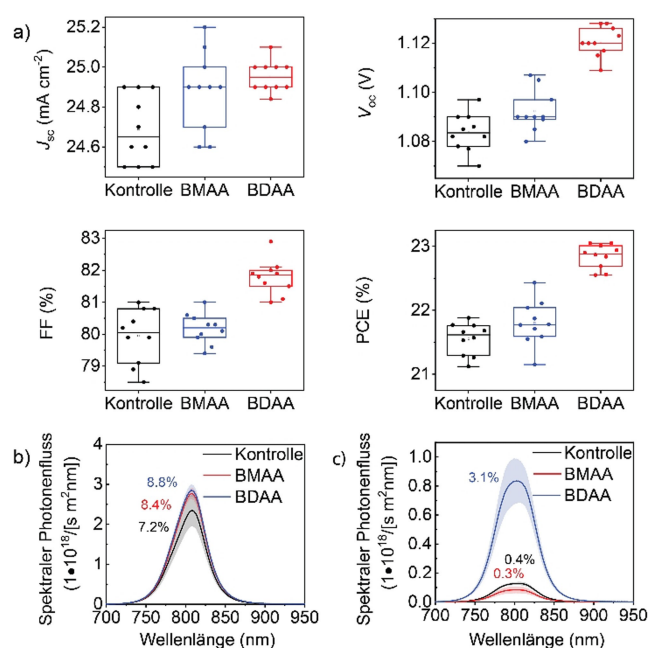 a)
J_sc (mA cm⁻²)
25.2
25.0
24.8
24.6
Kontrolle BMAA BDAA
V_oc (V)
1.12
1.10
1.08
Kontrolle BMAA BDAA
FF (%)
83
82
81
80
79
Kontrolle BMAA BDAA
PCE (%)
23
22
21
Kontrolle BMAA BDAA
b)
Spektraler Photonenfluss
(1•10¹⁸/[s m²nm])
4
3
2
1
0
8.8%
8.4%
7.2%
Kontrolle
BMAA
BDAA
700 750 800 850 900 950
Wellenlänge (nm)
c)
Spektraler Photonenfluss
(1•10¹⁸/[s m²nm])
1.0
0.8
0.6
0.4
0.2
0.0
3.1%
0.4%
0.3%
Kontrolle
BMAA
BDAA
700 750 800 850 900 950
Wellenlänge (nm)